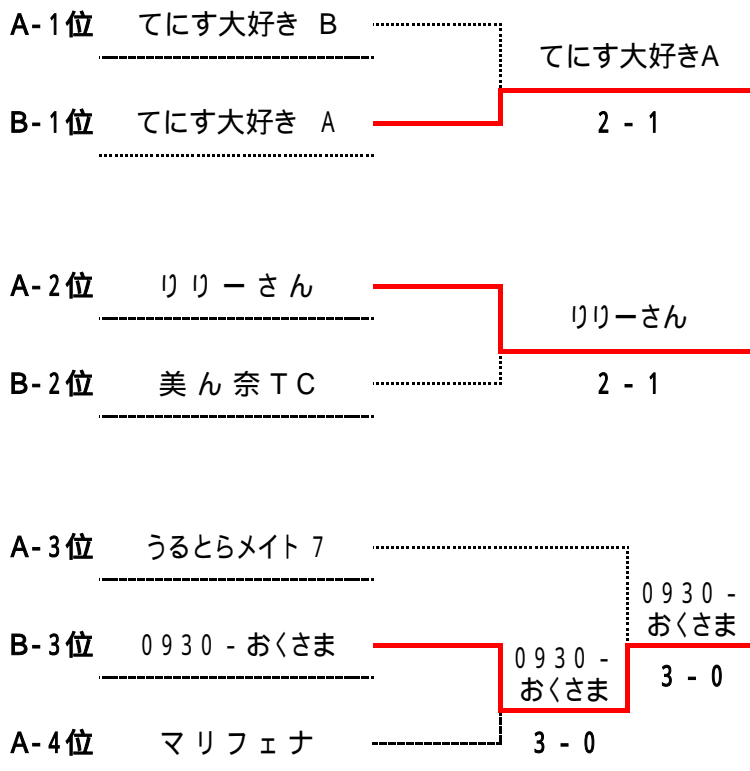 A-1位 てにす大好き B
てにす大好きA
B-1位 てにす大好き A
2 - 1
A-2位 りりーさん
りりーさん
B-2位 美ん奈TC
2 - 1
A-3位 うるとらメイト7
0930-
おくさま
B-3位 0930-おくさま
0930-
おくさま
3 - 0
A-4位 マリフェナ
3 - 0